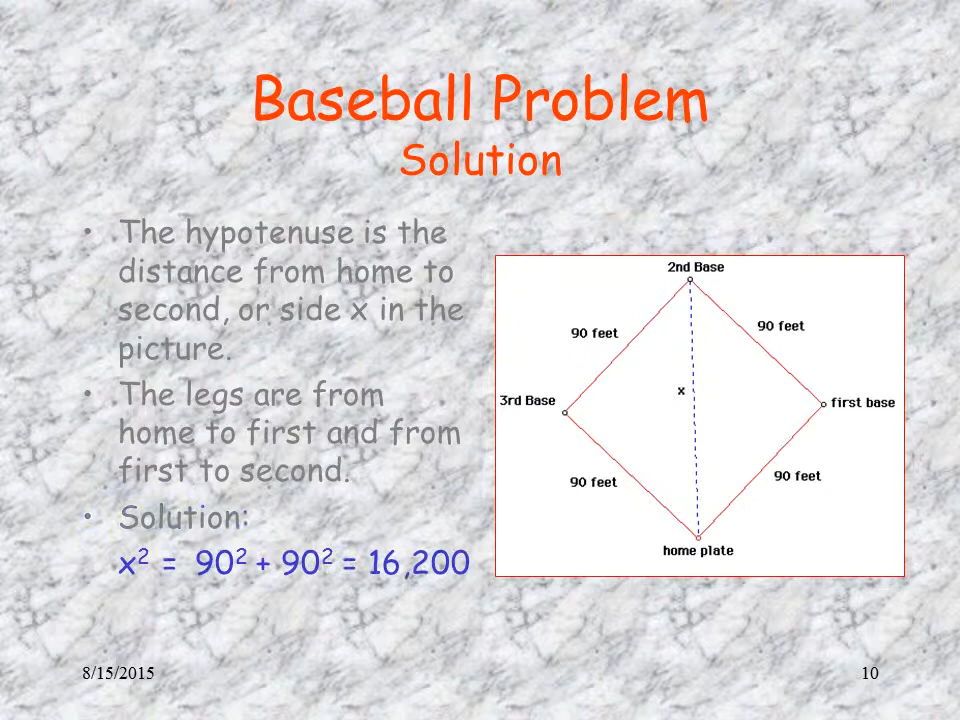 Baseball Problem
Solution
• The hypotenuse is the
distance from home to
second, or side x in the
picture.
• The legs are from
home to first and from
first to second.
• Solution:
x² = 90² + 90² = 16,200
2nd Base
90 feet
90 feet
x
3rd Base
first base
90 feet
90 feet
home plate
8/15/2015
10